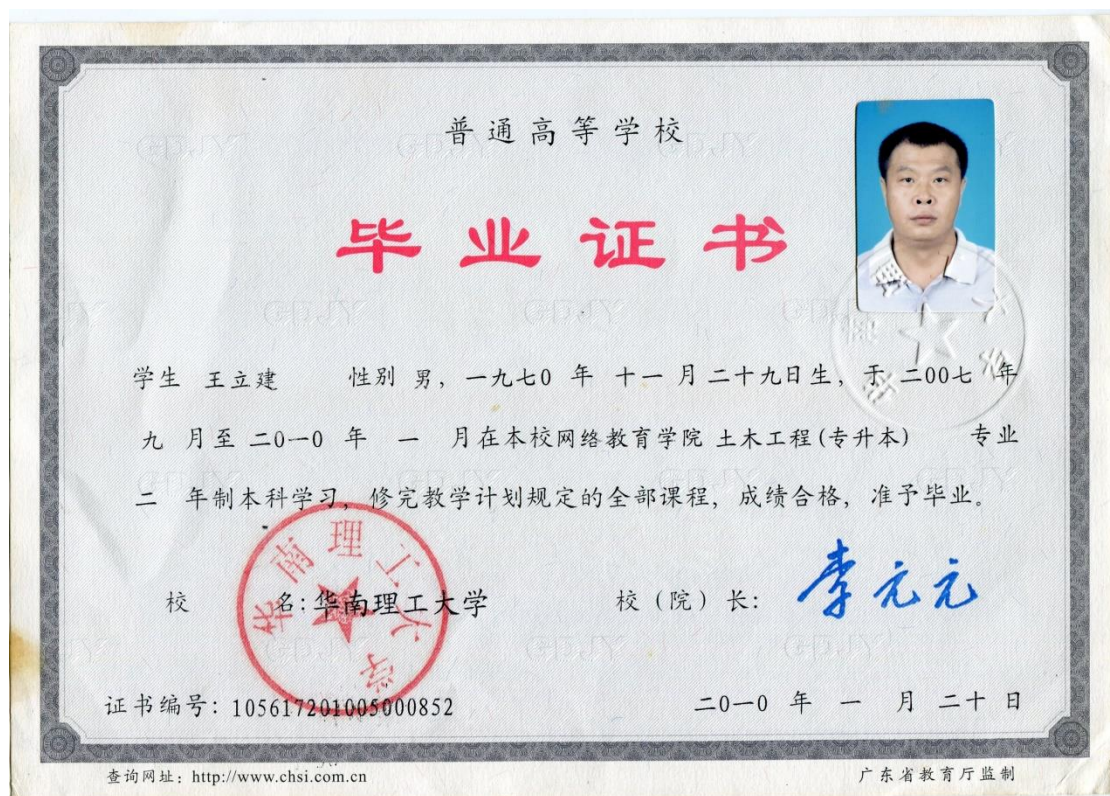 普通高等学校
毕业证书
学生 王立建 性别 男，一九七0 年 十一 月 二十九日生，于 二00七 年
九 月至 二0一0 年 一 月在本校网络教育学院 土木工程(专升本) 专业
二 年制本科学习，修完教学计划规定的全部课程，成绩合格，准予毕业。
校 名：华南理工大学 校（院）长：李元元
华南理工大学
证书编号：105617201005000852 二0一0 年 一 月 二十 日
查询网址：http://www.chsi.com.cn 广东省教育厅监制
GDJY